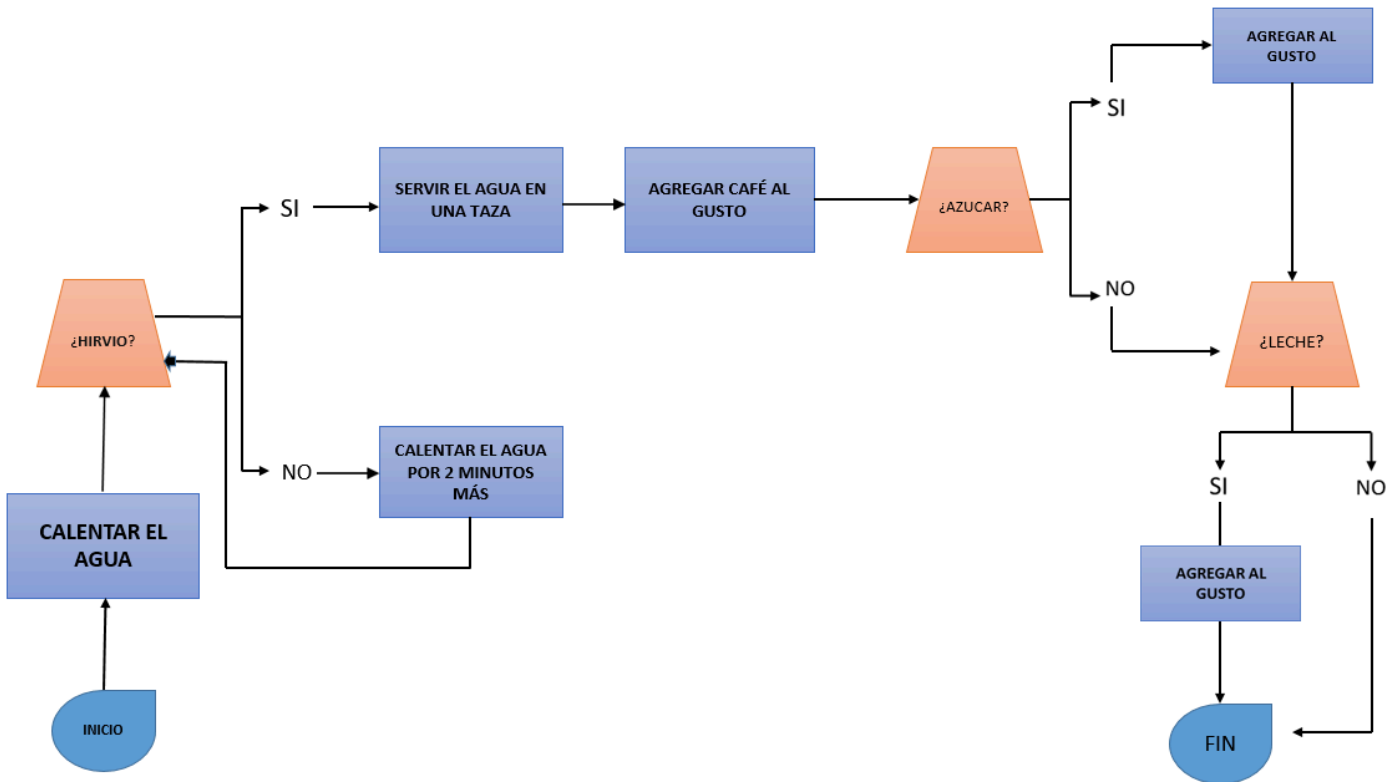 INICIO
CALENTAR EL
AGUA
¿HIRVIO?
SI
NO
CALENTAR EL AGUA
POR 2 MINUTOS
MÁS
SERVIR EL AGUA EN
UNA TAZA
AGREGAR CAFÉ AL
GUSTO
¿AZUCAR?
SI
AGREGAR AL
GUSTO
NO
¿LECHE?
SI
AGREGAR AL
GUSTO
NO
FIN